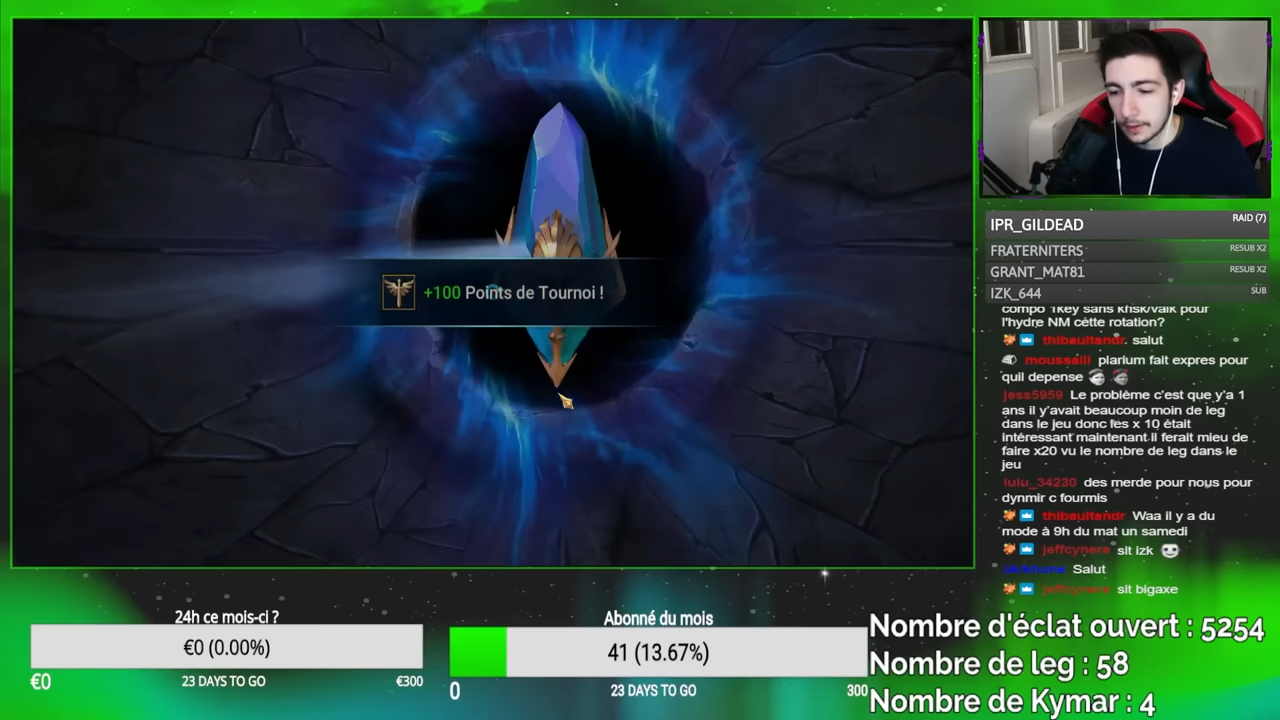 +100 Points de Tournoi !
IPR_GILDEAD RAID (7)
FRATERNITERS RESUB X2
GRANT_MAT81 RESUB X2
IZK_644 SUB
compo 1key sans krisk/valk pour
l'hydre NM cette rotation?
thibaultandr. salut
moussaiii plarium fait expres pour
quil depense
jess5959 Le problème c'est que y'a 1
ans il y'avait beaucoup moin de leg
dans le jeu donc les x 10 était
intéressant maintenant il ferait mieu de
faire x20 vu le nombre de leg dans le
jeu
lulu_34230 des merde pour nous pour
dynmir c fourmis
thibaultandr Waa il y a du
mode à 9h du mat un samedi
jeffcynere slt izk
Salut
jeffcynere slt bigaxe
24h ce mois-ci ?
€0 (0.00%)
€0 23 DAYS TO GO €300
Abonné du mois
41 (13.67%)
0 23 DAYS TO GO 300
Nombre d'éclat ouvert : 5254
Nombre de leg : 58
Nombre de Kymar : 4